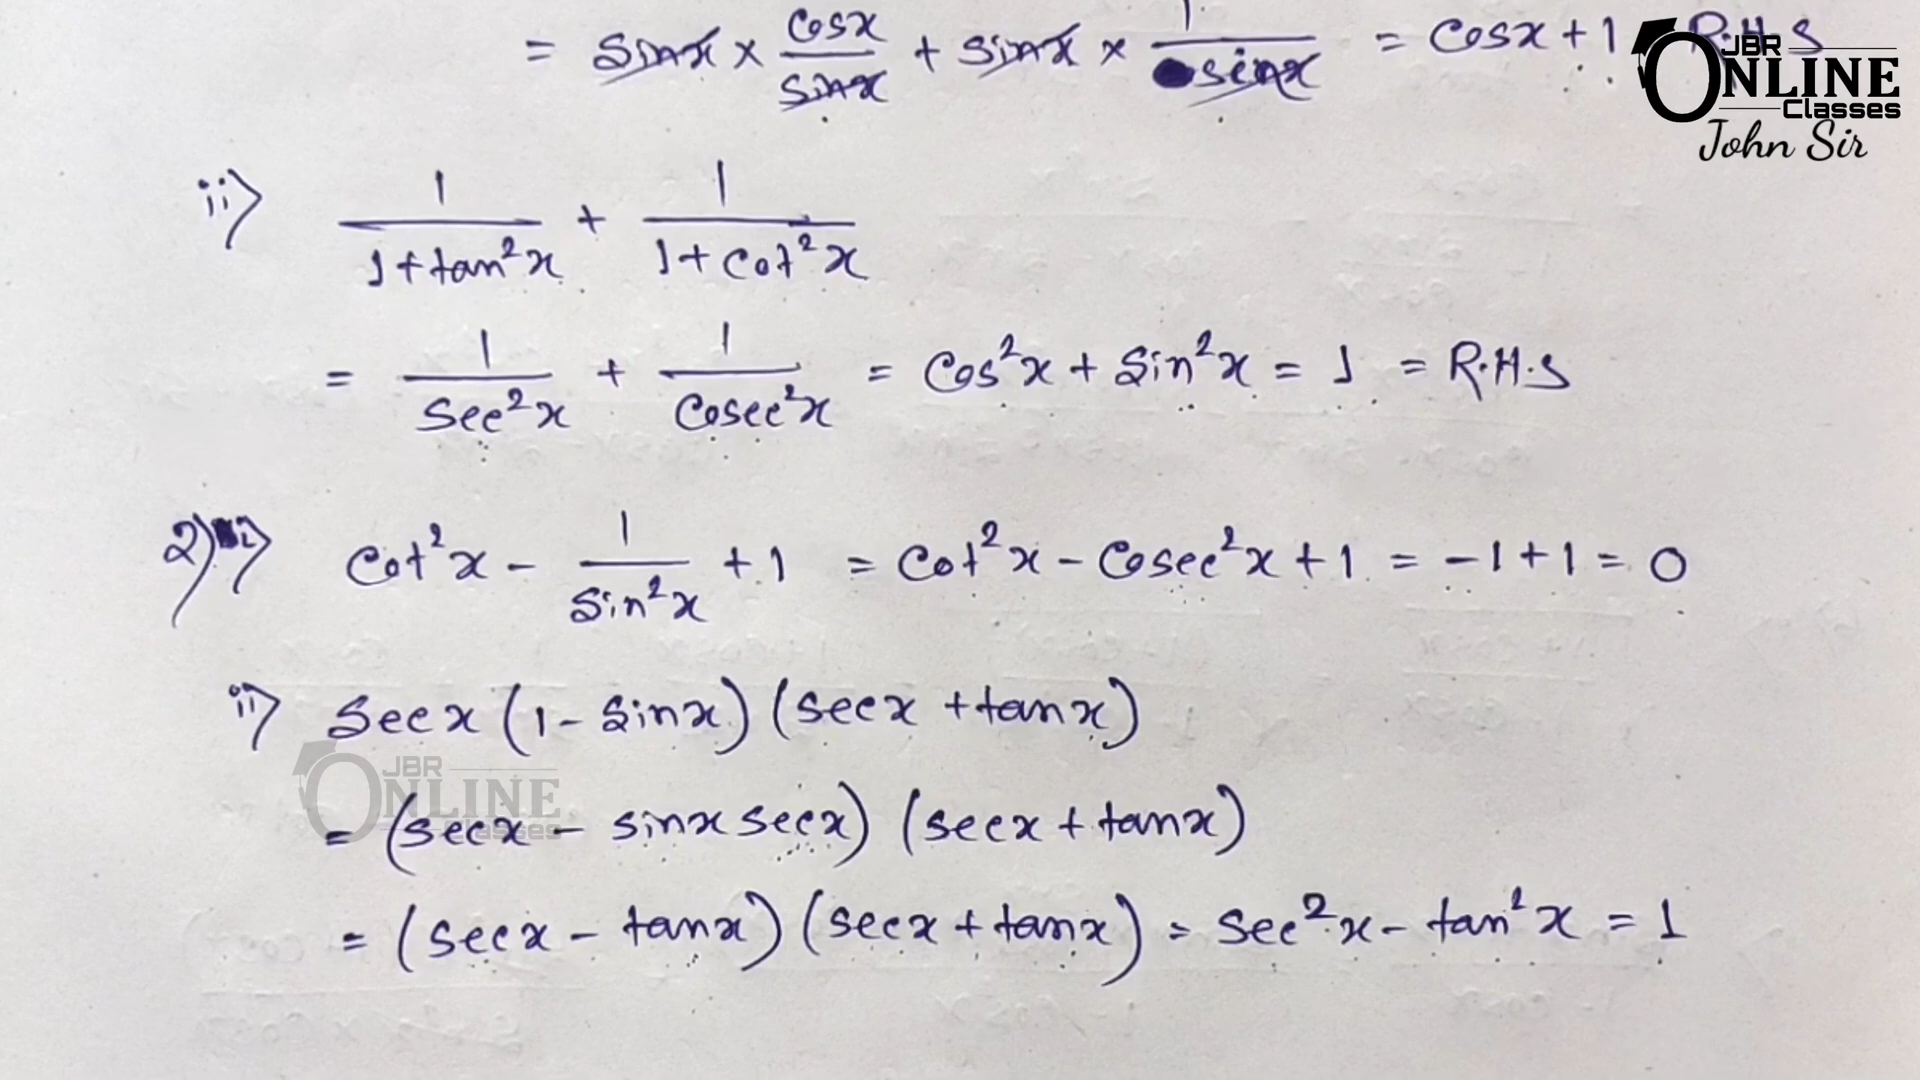 = sinx × cosx/sinx + sinx × 1/sinx = cosx + 1 R.H.S
JBR
ONLINE
Classes
John Sir
ii) 1/(1+tan²x) + 1/(1+cot²x)
= 1/sec²x + 1/cosec²x = cos²x + sin²x = 1 = R.H.S
2) i) cot²x - 1/sin²x + 1 = cot²x - cosec²x + 1 = -1 + 1 = 0
ii) secx (1 - sinx) (secx + tanx)
JBR
ONLINE
Classes
= (secx - sinx secx) (secx + tanx)
= (secx - tanx) (secx + tanx) = sec²x - tan²x = 1